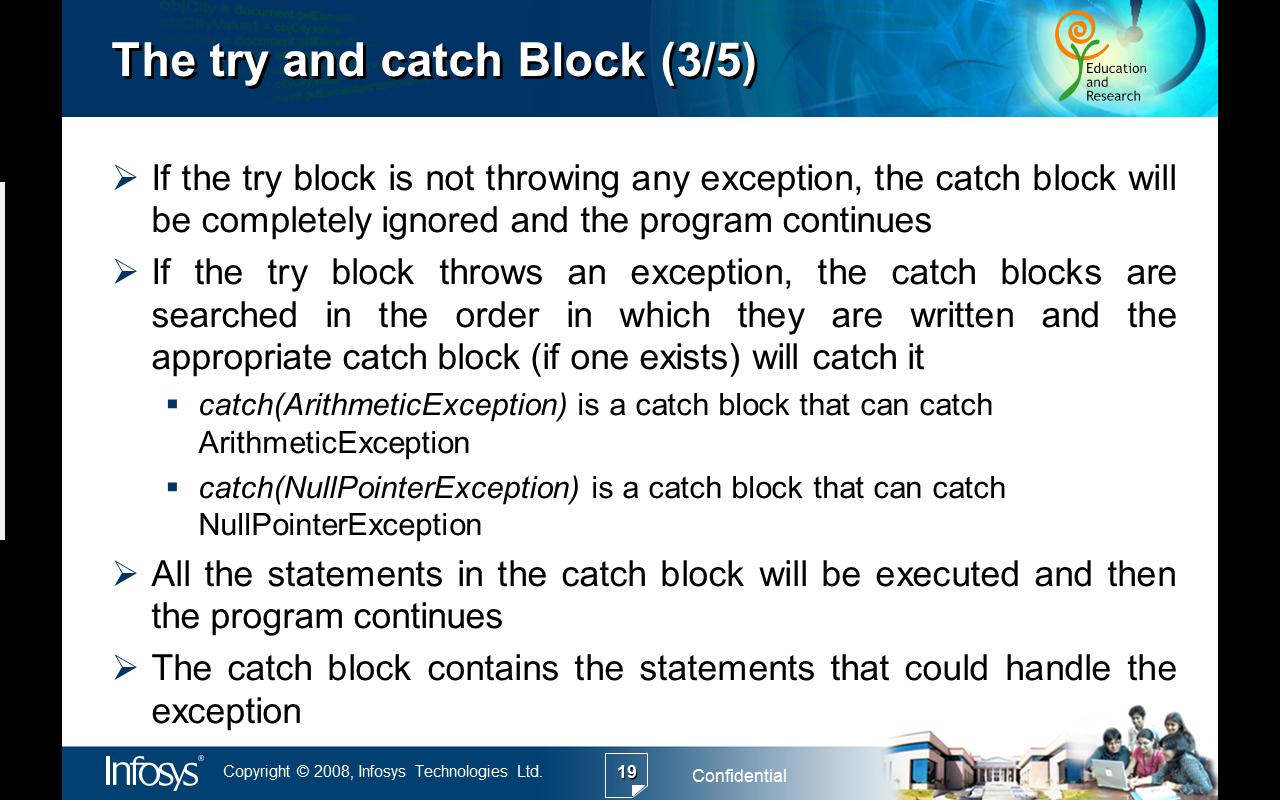 The try and catch Block (3/5)
Education
and
Research
If the try block is not throwing any exception, the catch block will
be completely ignored and the program continues
If the try block throws an exception, the catch blocks are
searched in the order in which they are written and the
appropriate catch block (if one exists) will catch it
catch(ArithmeticException) is a catch block that can catch
ArithmeticException
catch(NullPointerException) is a catch block that can catch
NullPointerException
All the statements in the catch block will be executed and then
the program continues
The catch block contains the statements that could handle the
exception
Infosys®
Copyright © 2008, Infosys Technologies Ltd.
19
Confidential